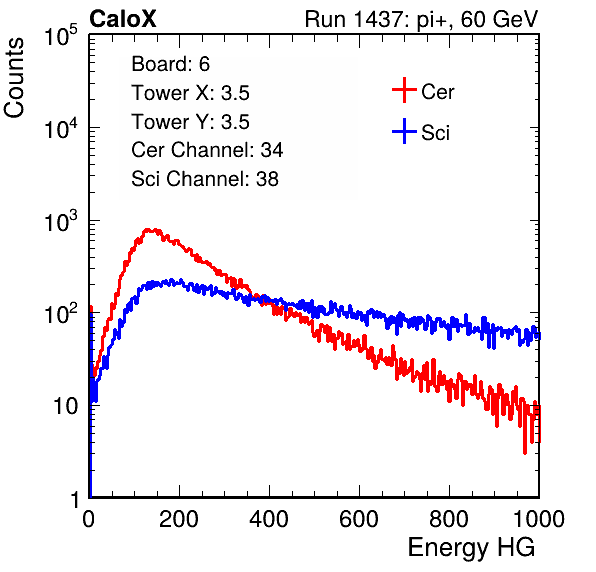 CaloX Run 1437: pi+, 60 GeV
Counts
Board: 6
Tower X: 3.5
Tower Y: 3.5
Cer Channel: 34
Sci Channel: 38
Cer
Sci
10^5
10^4
10^3
10^2
10
1
0 200 400 600 800 1000
Energy HG